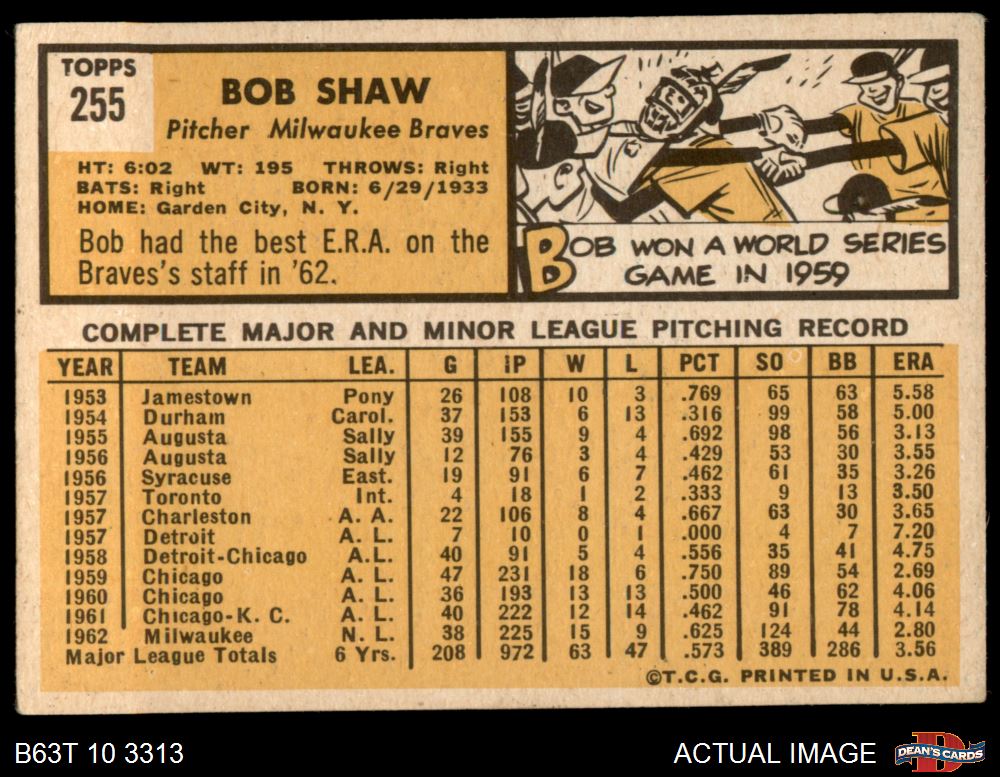 TOPPS
255
BOB SHAW
Pitcher Milwaukee Braves
HT: 6:02 WT: 195 THROWS: Right
BATS: Right BORN: 6/29/1933
HOME: Garden City, N. Y.
Bob had the best E.R.A. on the
Braves's staff in '62.
BOB WON A WORLD SERIES
GAME IN 1959
COMPLETE MAJOR AND MINOR LEAGUE PITCHING RECORD
YEAR TEAM LEA. G IP W L PCT SO BB ERA
1953 Jamestown Pony 26 108 10 3 .769 65 63 5.58
1954 Durham Carol. 37 153 6 13 .316 99 58 5.00
1955 Augusta Sally 39 155 9 4 .692 98 56 3.13
1956 Augusta Sally 12 76 3 4 .429 53 30 3.55
1956 Syracuse East. 19 91 6 7 .462 61 35 3.26
1957 Toronto Int. 4 18 1 2 .333 9 13 3.50
1957 Charleston A. A. 22 106 8 4 .667 63 30 3.65
1957 Detroit A. L. 7 10 0 1 .000 4 7 7.20
1958 Detroit-Chicago A.L. 40 91 5 4 .556 35 41 4.75
1959 Chicago A. L. 47 231 18 6 .750 89 54 2.69
1960 Chicago A. L. 36 193 13 13 .500 46 62 4.06
1961 Chicago-K. C. A. L. 40 222 12 14 .462 91 78 4.14
1962 Milwaukee N. L. 38 225 15 9 .625 124 44 2.80
Major League Totals 6 Yrs. 208 972 63 47 .573 389 286 3.56
©T.C.G. PRINTED IN U.S.A.
B63T 10 3313
ACTUAL IMAGE
D
DEAN'S CARDS